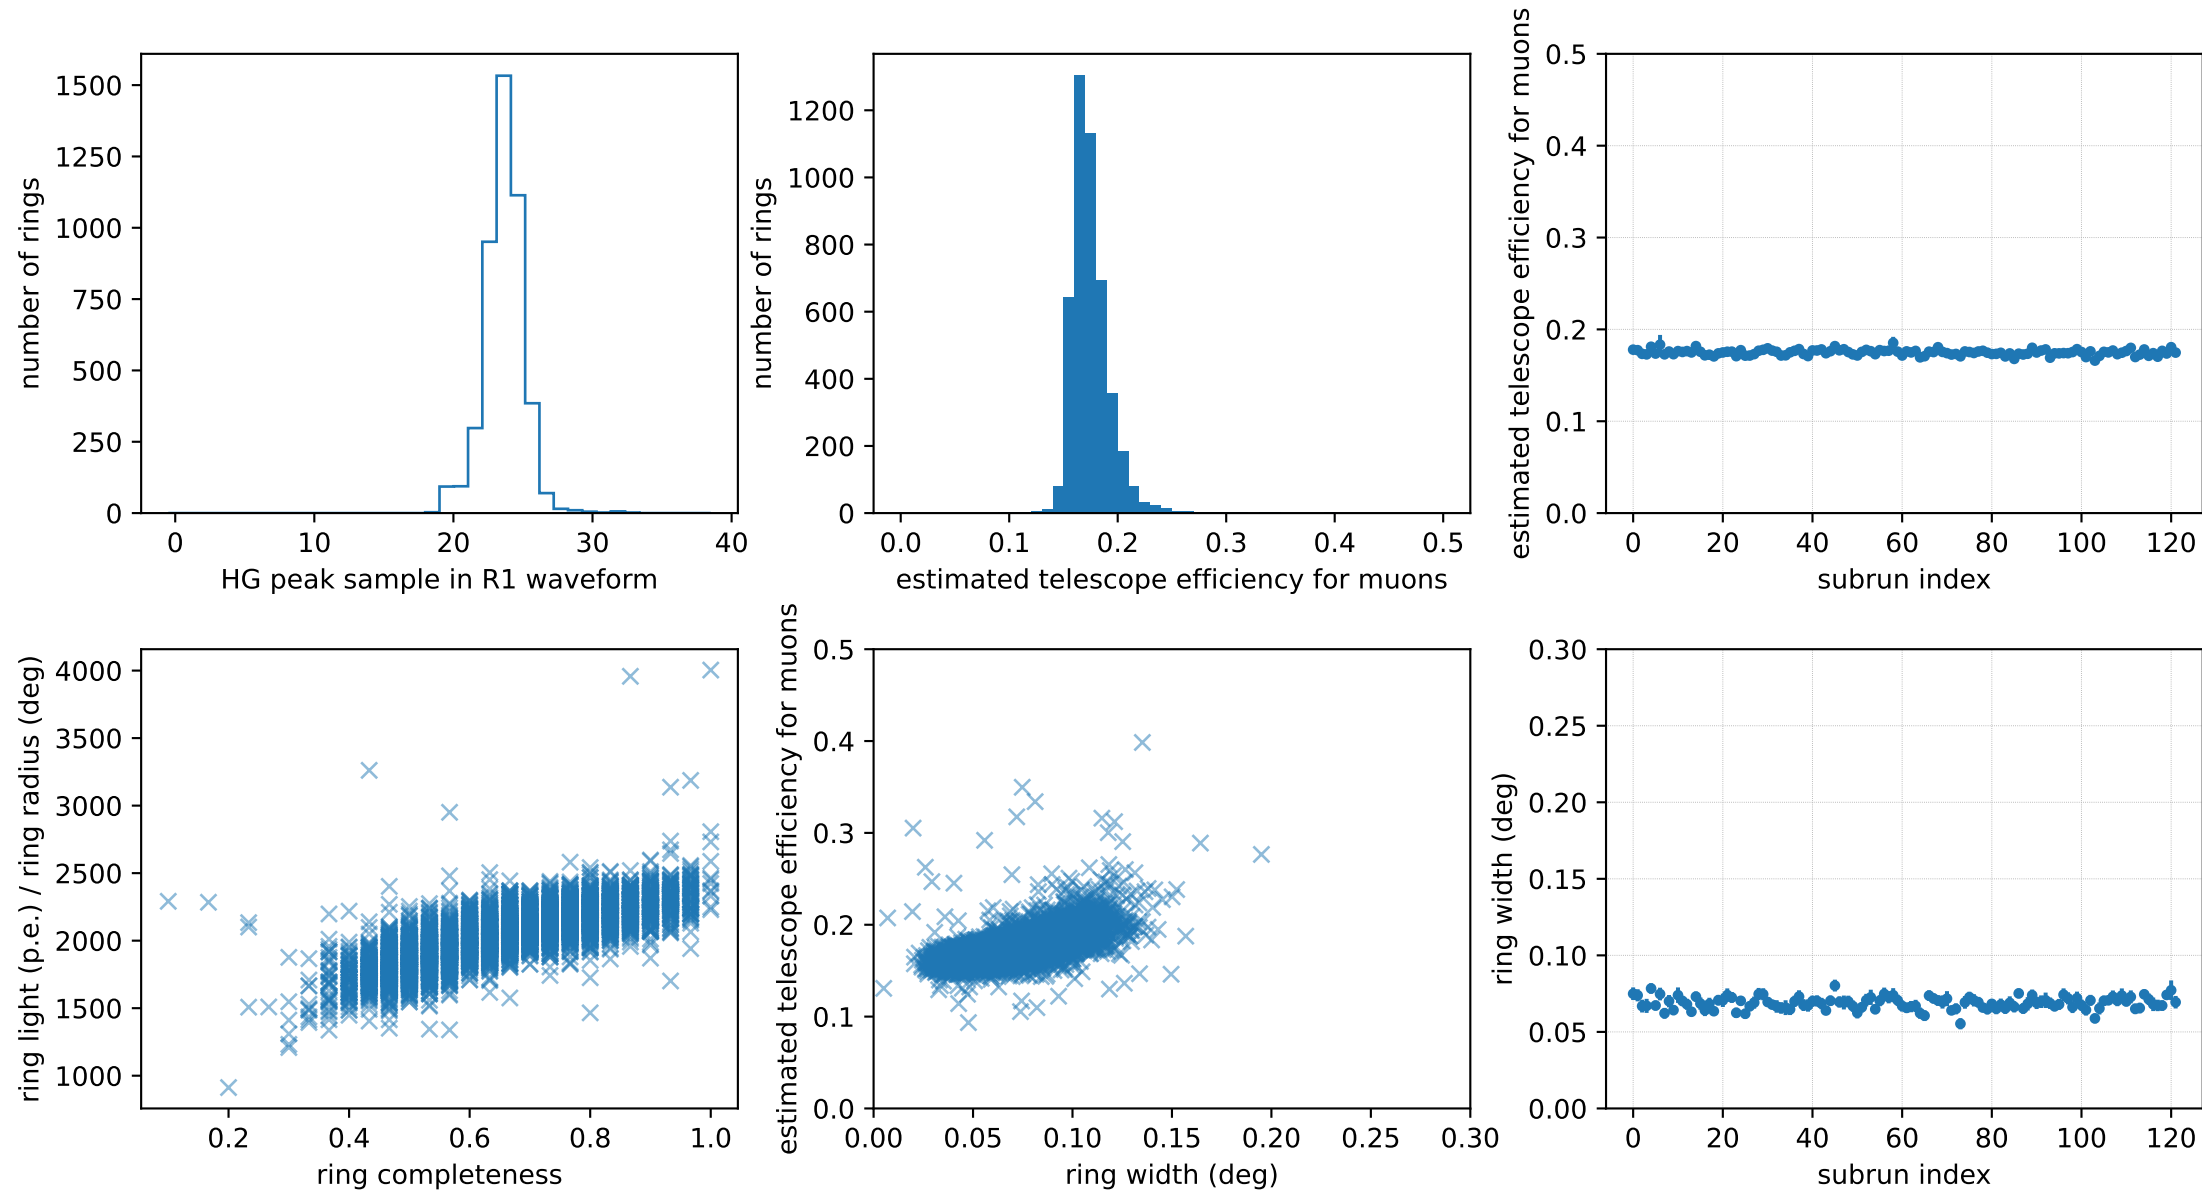 number of rings
1500
1250
1000
750
500
250
0
0 10 20 30 40
HG peak sample in R1 waveform
number of rings
1200
1000
800
600
400
200
0
0.0 0.1 0.2 0.3 0.4 0.5
estimated telescope efficiency for muons
estimated telescope efficiency for muons
0.5
0.4
0.3
0.2
0.1
0.0
0 20 40 60 80 100 120
subrun index
ring light (p.e.) / ring radius (deg)
4000
3500
3000
2500
2000
1500
1000
0.2 0.4 0.6 0.8 1.0
ring completeness
estimated telescope efficiency for muons
0.5
0.4
0.3
0.2
0.1
0.0
0.00 0.05 0.10 0.15 0.20 0.25 0.30
ring width (deg)
ring width (deg)
0.30
0.25
0.20
0.15
0.10
0.05
0.00
0 20 40 60 80 100 120
subrun index